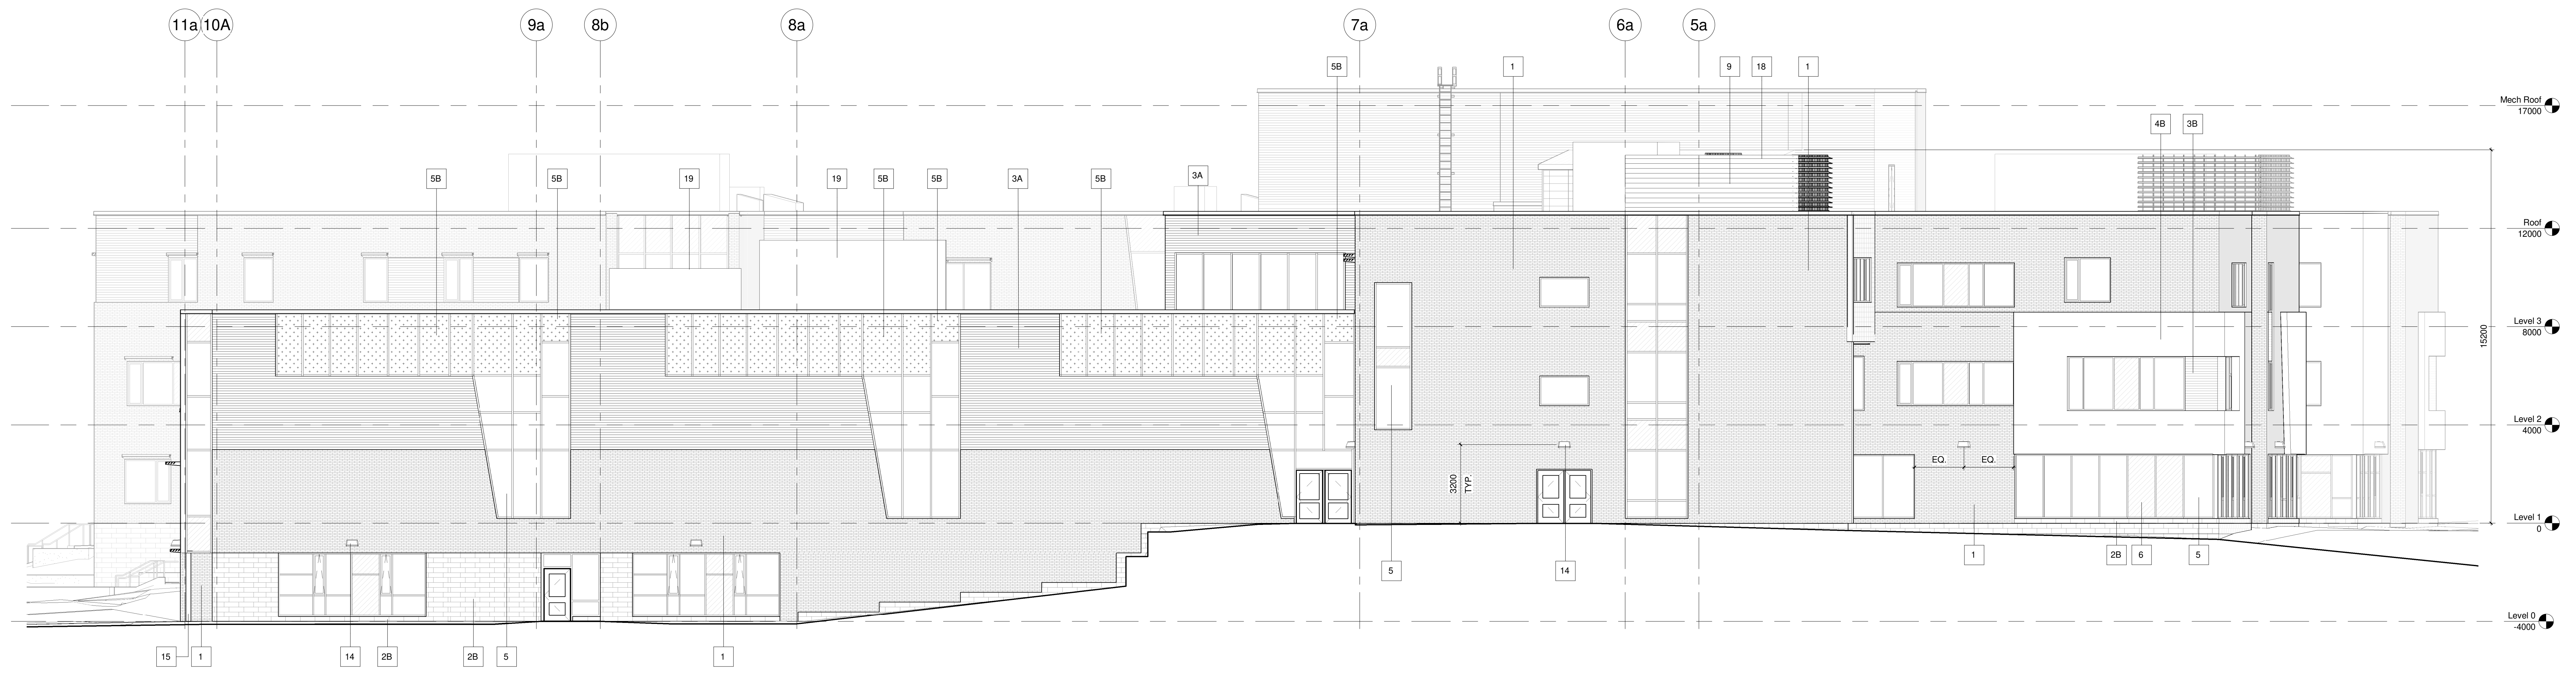 11a 10A 9a 8b 8a 7a 6a 5a
5B 1 9 18 1
Mech Roof
17000
4B 3B
5B 5B 19 19 5B 5B 3A 5B 3A
Roof
12000
Level 3
8000
15200
Level 2
4000
3200
TYP.
EQ. EQ.
Level 1
0
5 14 1 2B 6 5
Level 0
-4000
15 1 14 2B 2B 5 1